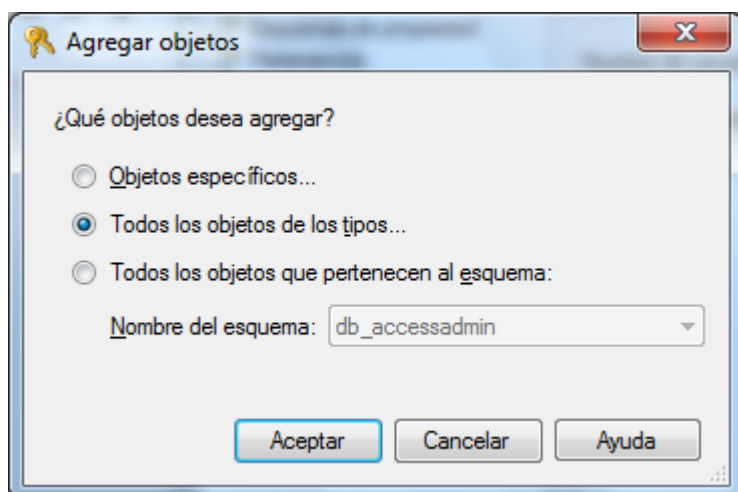 Agregar objetos
¿Qué objetos desea agregar?
Objetos específicos...
Todos los objetos de los tipos...
Todos los objetos que pertenecen al esquema:
Nombre del esquema: db_accessadmin
Aceptar Cancelar Ayuda